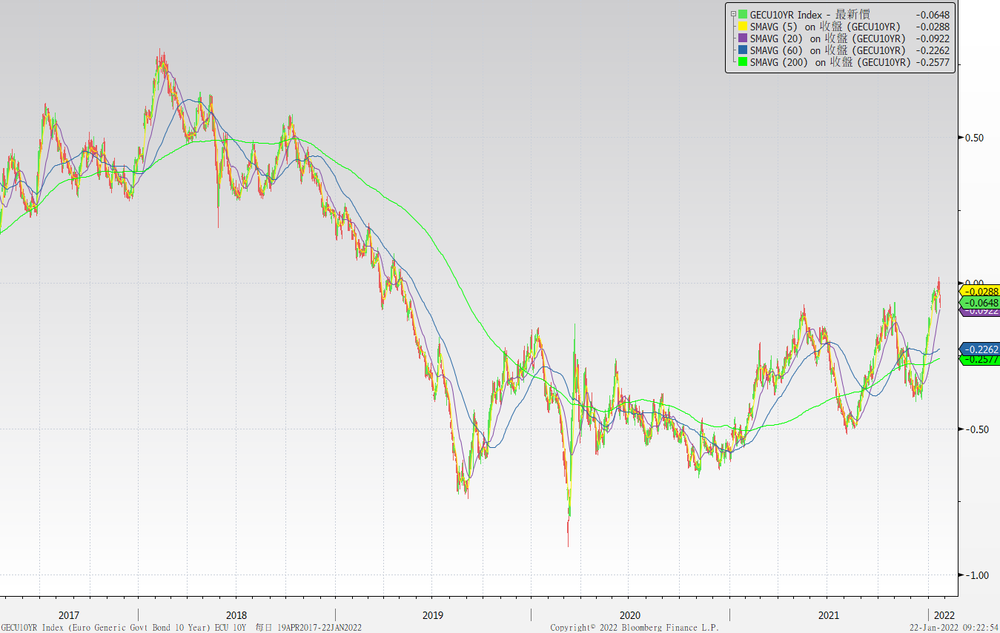 GECU10YR Index - 最新價 -0.0648
SMAVG (5) on 收盤 (GECU10YR) -0.0288
SMAVG (20) on 收盤 (GECU10YR) -0.0922
SMAVG (60) on 收盤 (GECU10YR) -0.2262
SMAVG (200) on 收盤 (GECU10YR) -0.2577
0.50
0.00
-0.0288
-0.0648
-0.0922
-0.2262
-0.2577
-0.50
-1.00
2017 2018 2019 2020 2021 2022
GECU10YR Index (Euro Generic Govt Bond 10 Year) ECU 10Y 每日 19APR2017-22JAN2022 Copyright© 2022 Bloomberg Finance L.P. 22-Jan-2022 09:22:54